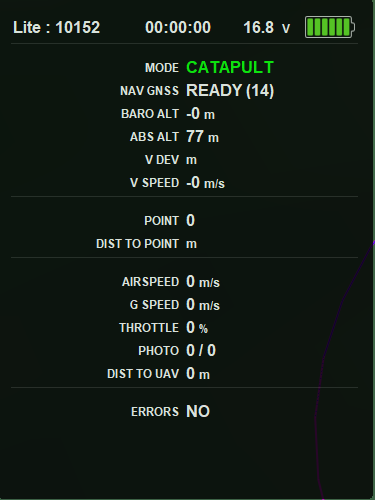 Lite : 10152 00:00:00 16.8 V
MODE CATAPULT
NAV GNSS READY (14)
BARO ALT -0 m
ABS ALT 77 m
V DEV m
V SPEED -0 m/s
POINT 0
DIST TO POINT m
AIRSPEED 0 m/s
G SPEED 0 m/s
THROTTLE 0 %
PHOTO 0 / 0
DIST TO UAV 0 m
ERRORS NO